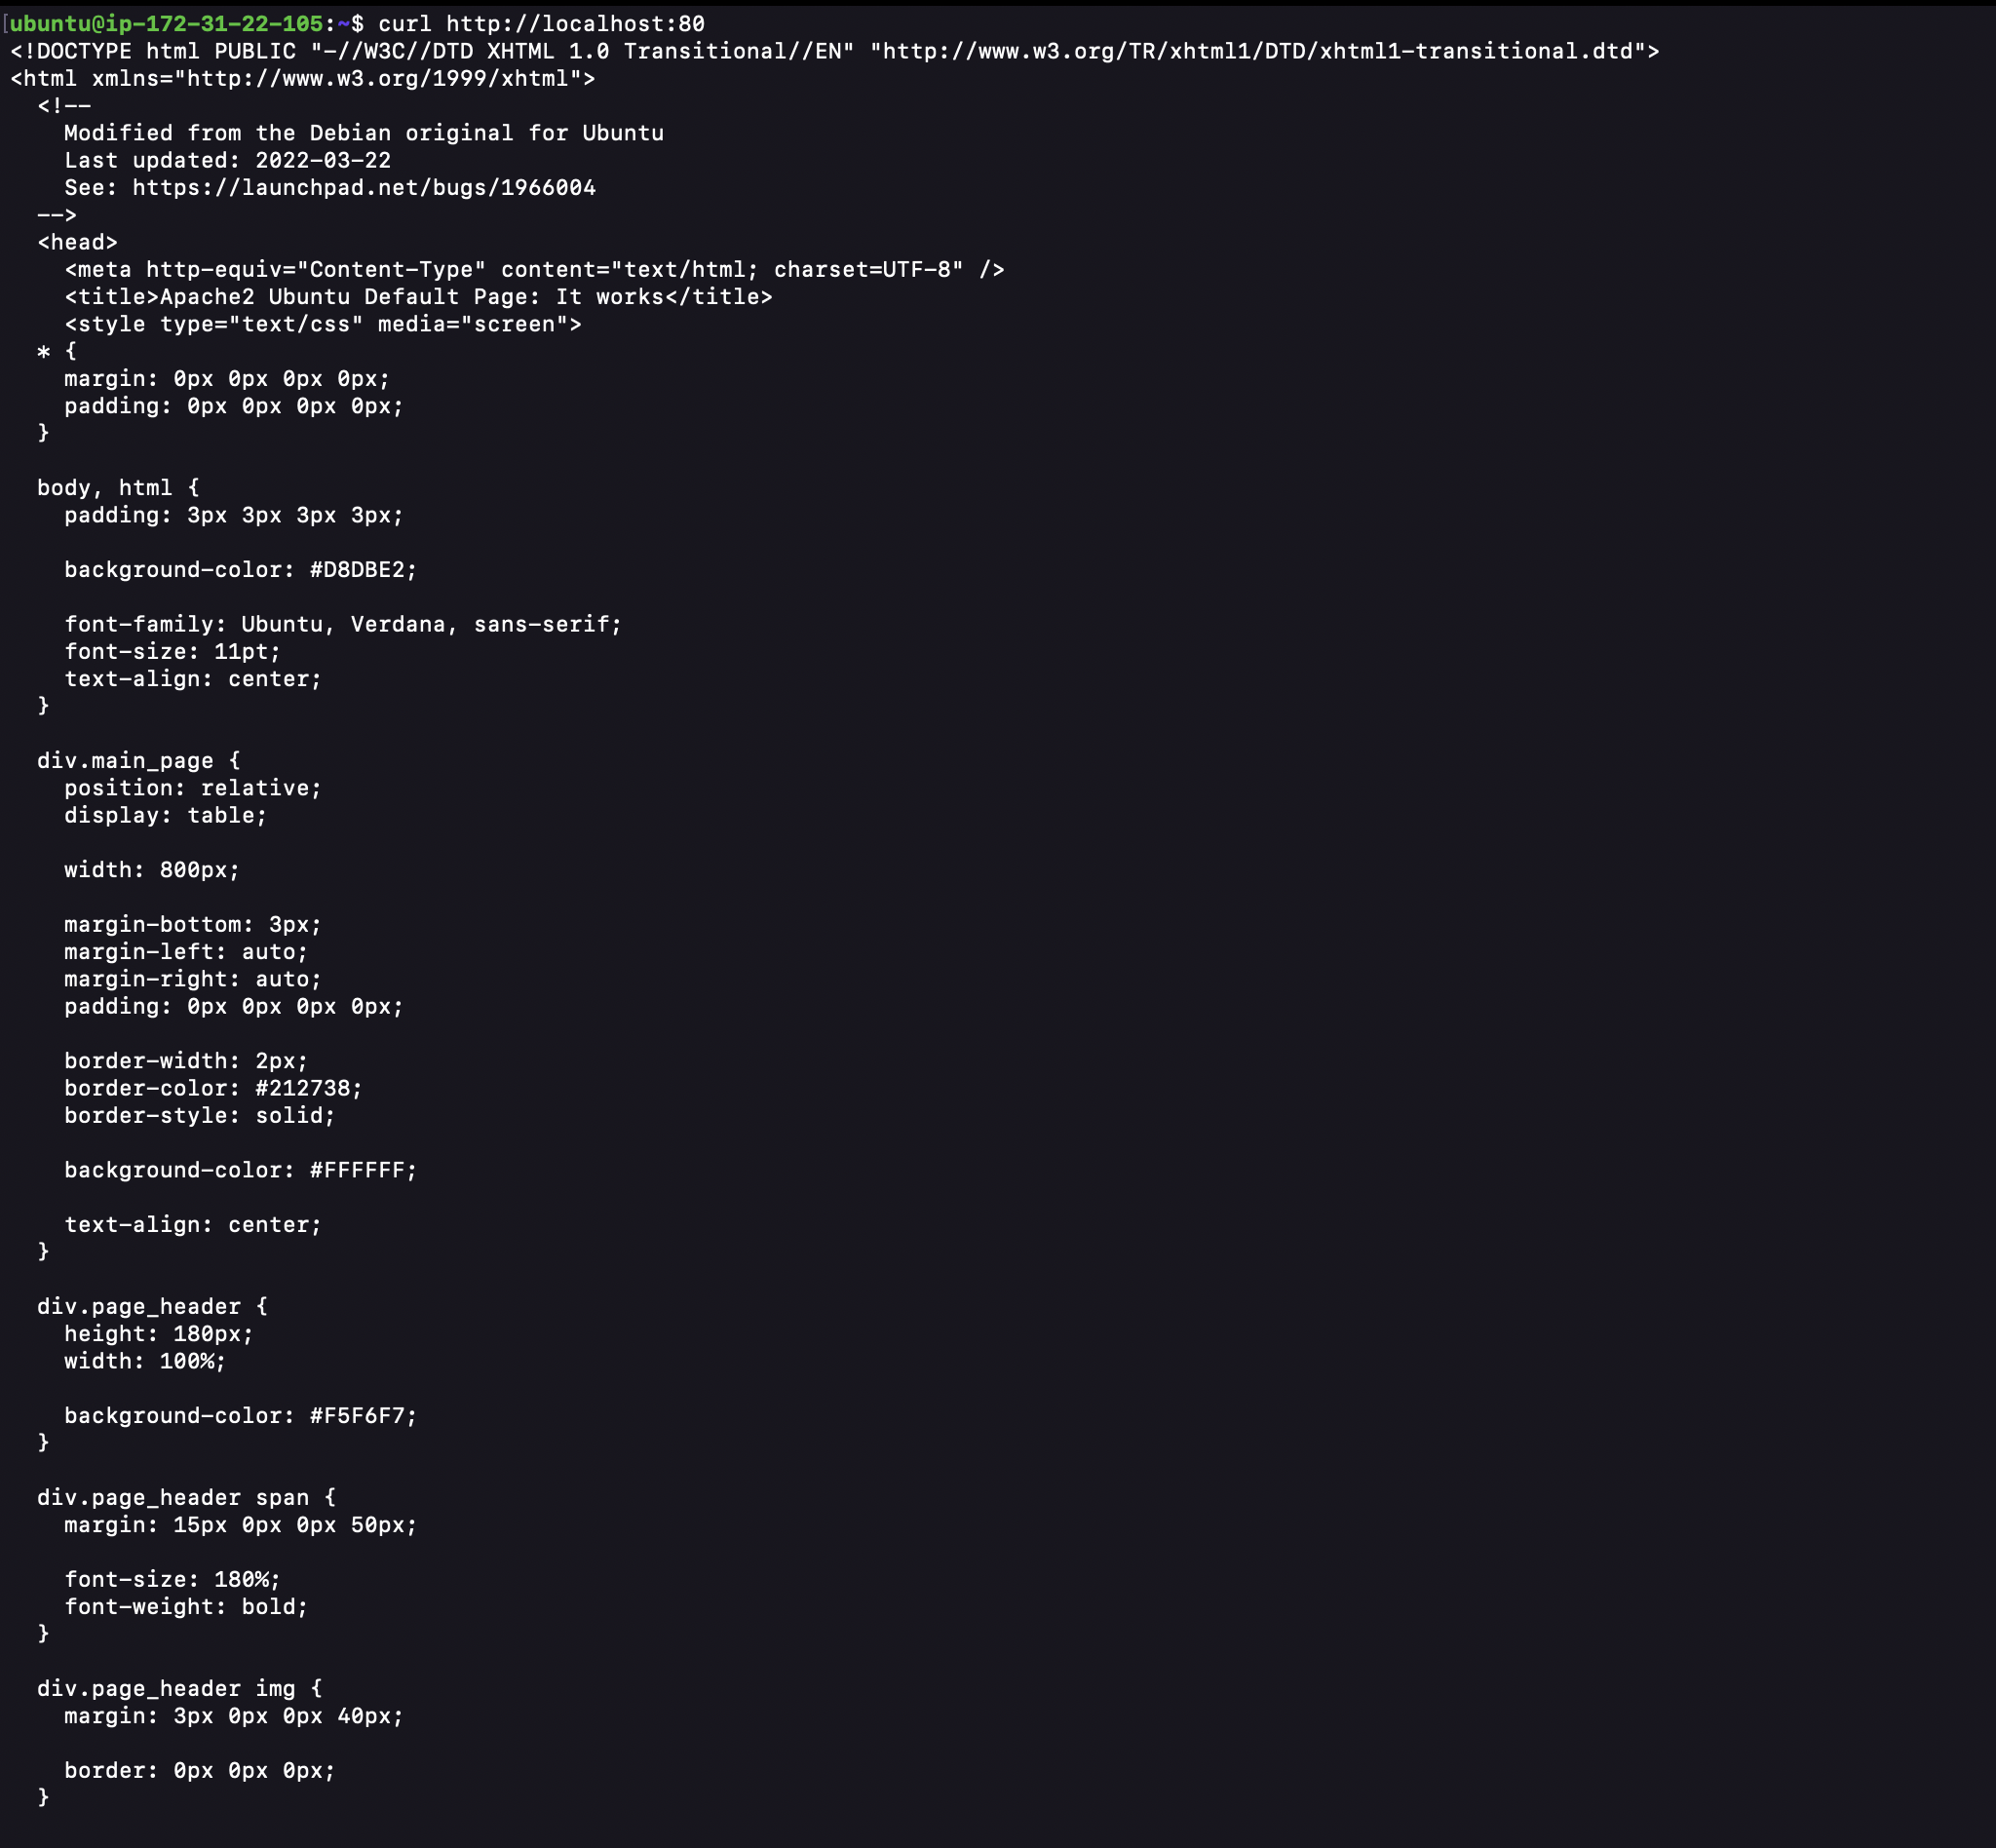 [ubuntu@ip-172-31-22-105:~$ curl http://localhost:80
<!DOCTYPE html PUBLIC "-//W3C//DTD XHTML 1.0 Transitional//EN" "http://www.w3.org/TR/xhtml1/DTD/xhtml1-transitional.dtd">
<html xmlns="http://www.w3.org/1999/xhtml">
  <!--
    Modified from the Debian original for Ubuntu
    Last updated: 2022-03-22
    See: https://launchpad.net/bugs/1966004
  -->
  <head>
    <meta http-equiv="Content-Type" content="text/html; charset=UTF-8" />
    <title>Apache2 Ubuntu Default Page: It works</title>
    <style type="text/css" media="screen">
  * {
    margin: 0px 0px 0px 0px;
    padding: 0px 0px 0px 0px;
  }

  body, html {
    padding: 3px 3px 3px 3px;

    background-color: #D8DBE2;

    font-family: Ubuntu, Verdana, sans-serif;
    font-size: 11pt;
    text-align: center;
  }

  div.main_page {
    position: relative;
    display: table;

    width: 800px;

    margin-bottom: 3px;
    margin-left: auto;
    margin-right: auto;
    padding: 0px 0px 0px 0px;

    border-width: 2px;
    border-color: #212738;
    border-style: solid;

    background-color: #FFFFFF;

    text-align: center;
  }

  div.page_header {
    height: 180px;
    width: 100%;

    background-color: #F5F6F7;
  }

  div.page_header span {
    margin: 15px 0px 0px 50px;

    font-size: 180%;
    font-weight: bold;
  }

  div.page_header img {
    margin: 3px 0px 0px 40px;

    border: 0px 0px 0px;
  }